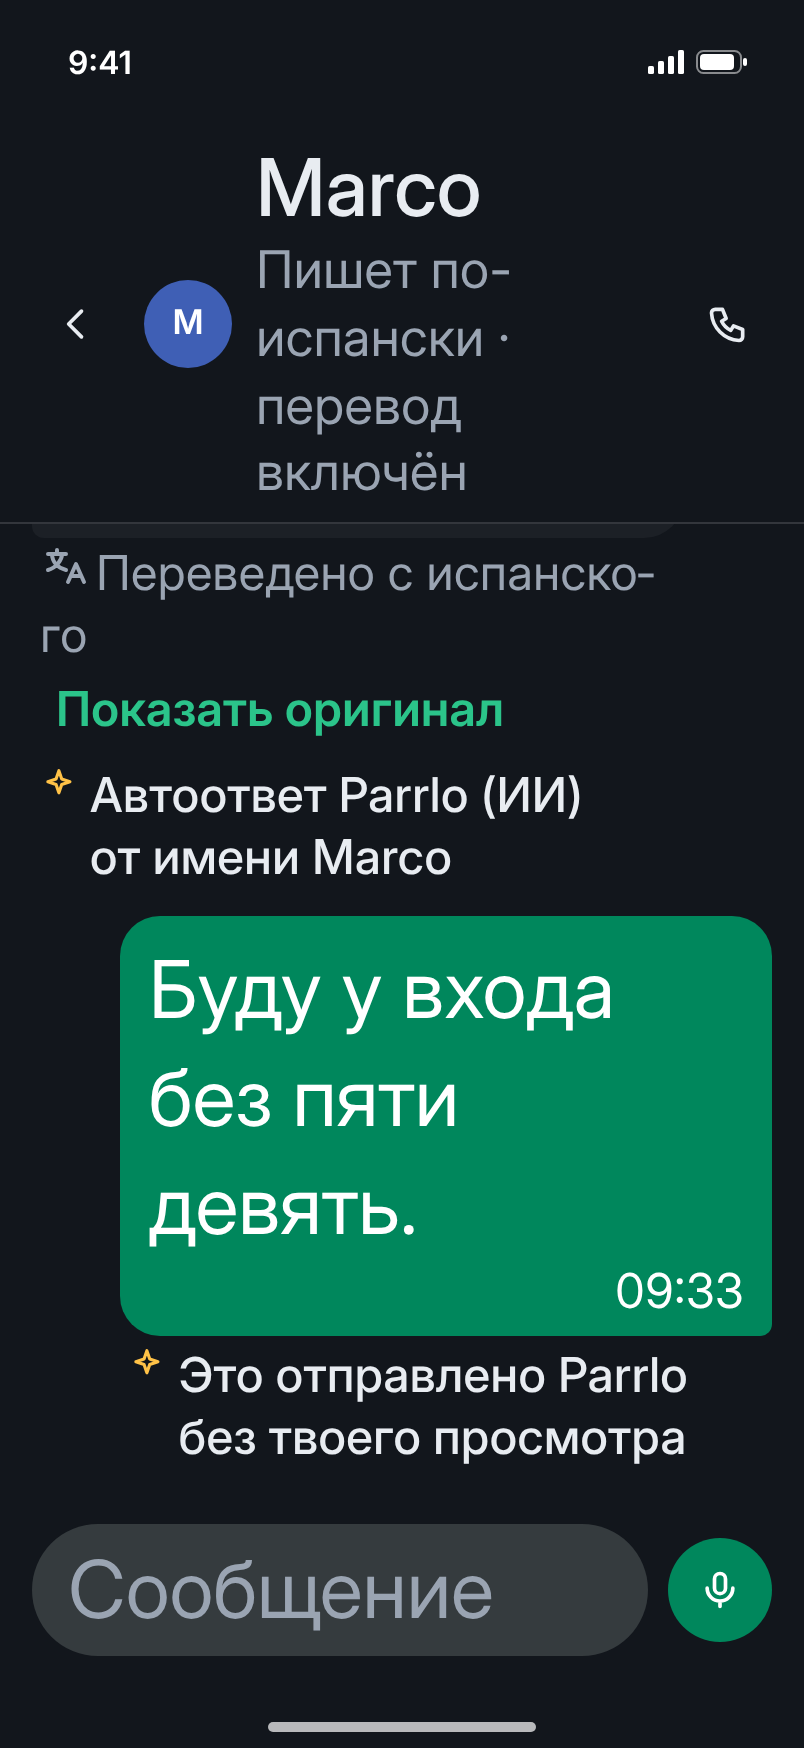 9:41
Marco
M
Пишет по-
испански ·
перевод
включён
Переведено с испанско-
го
Показать оригинал
Автоответ Parrlo (ИИ)
от имени Marco
Буду у входа
без пяти
девять.
09:33
Это отправлено Parrlo
без твоего просмотра
Сообщение